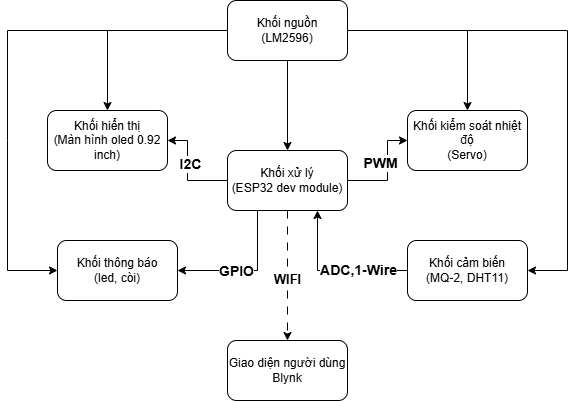 Khối nguồn
(LM2596)
Khối hiển thị
(Màn hình oled 0.92
inch)
Khối kiểm soát nhiệt
độ
(Servo)
I2C
PWM
Khối xử lý
(ESP32 dev module)
Khối thông báo
(led, còi)
GPIO
WIFI
ADC,1-Wire
Khối cảm biến
(MQ-2, DHT11)
Giao diện người dùng
Blynk